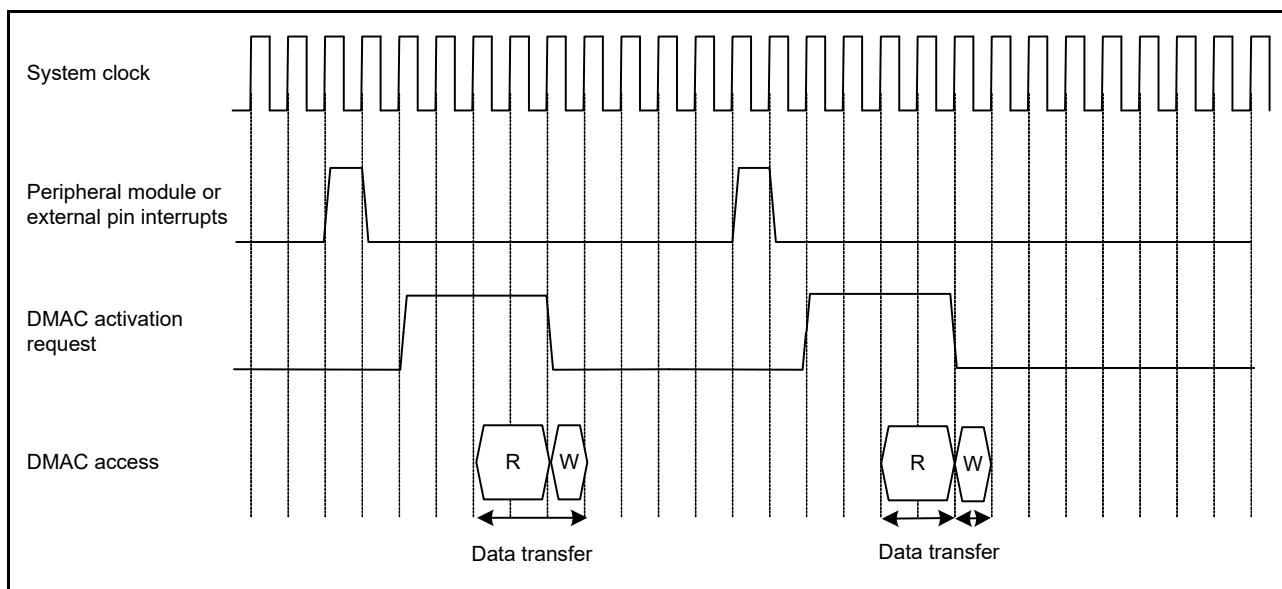 System clock
Peripheral module or
external pin interrupts
DMAC activation
request
DMAC access
R
W
R
W
Data transfer
Data transfer